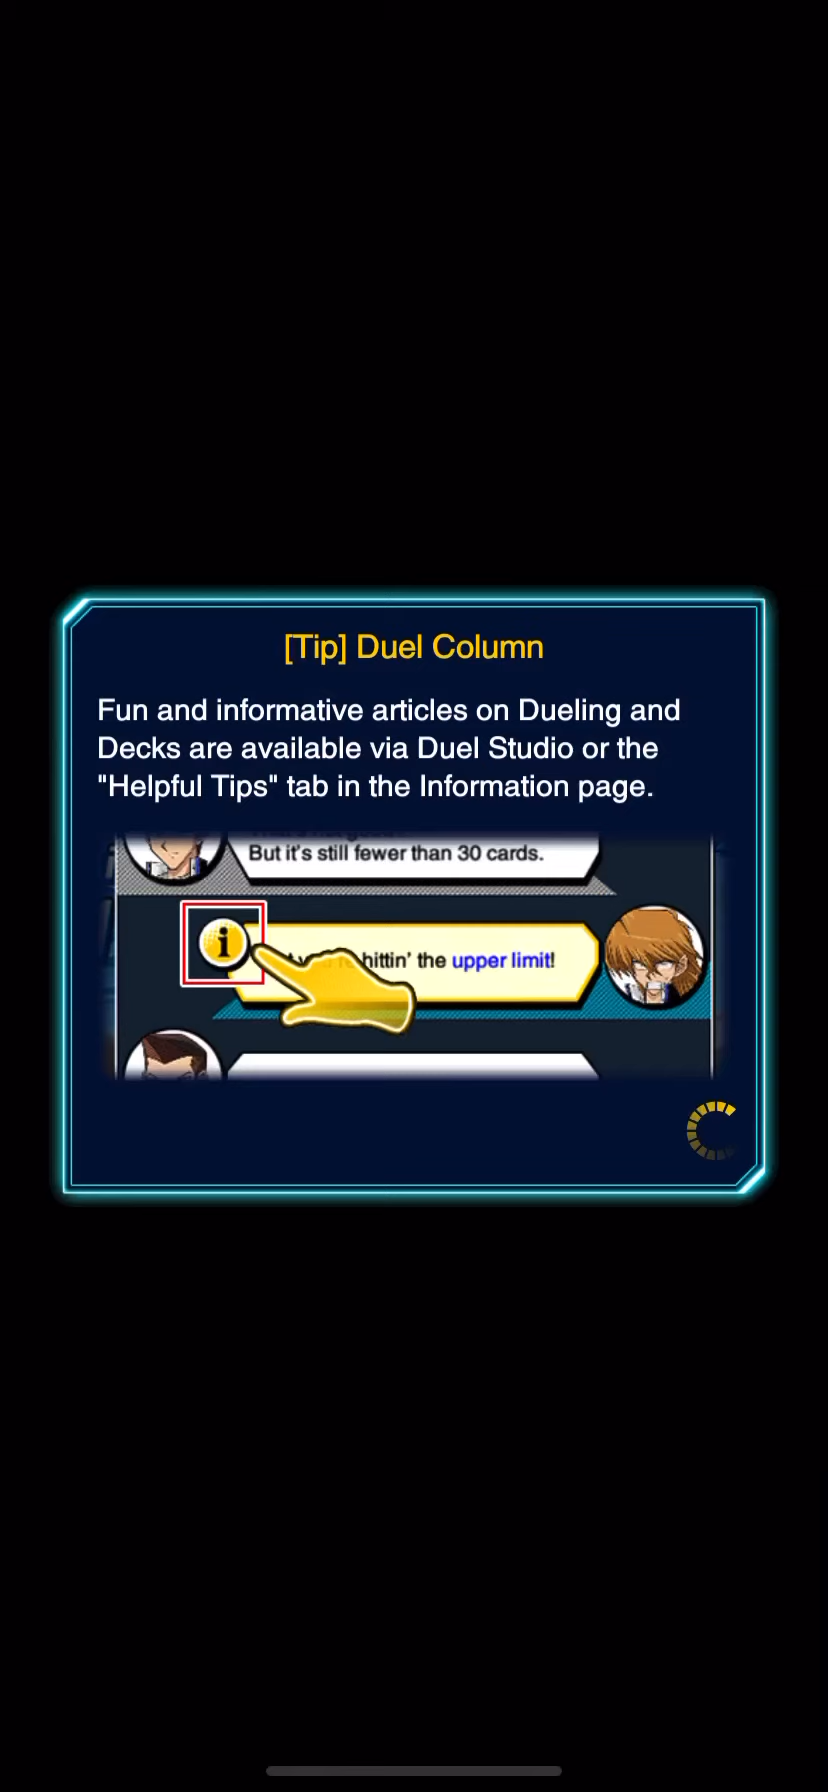 [Tip] Duel Column
Fun and informative articles on Dueling and
Decks are available via Duel Studio or the
"Helpful Tips" tab in the Information page.
But it's still fewer than 30 cards.
i
hittin' the upper limit!